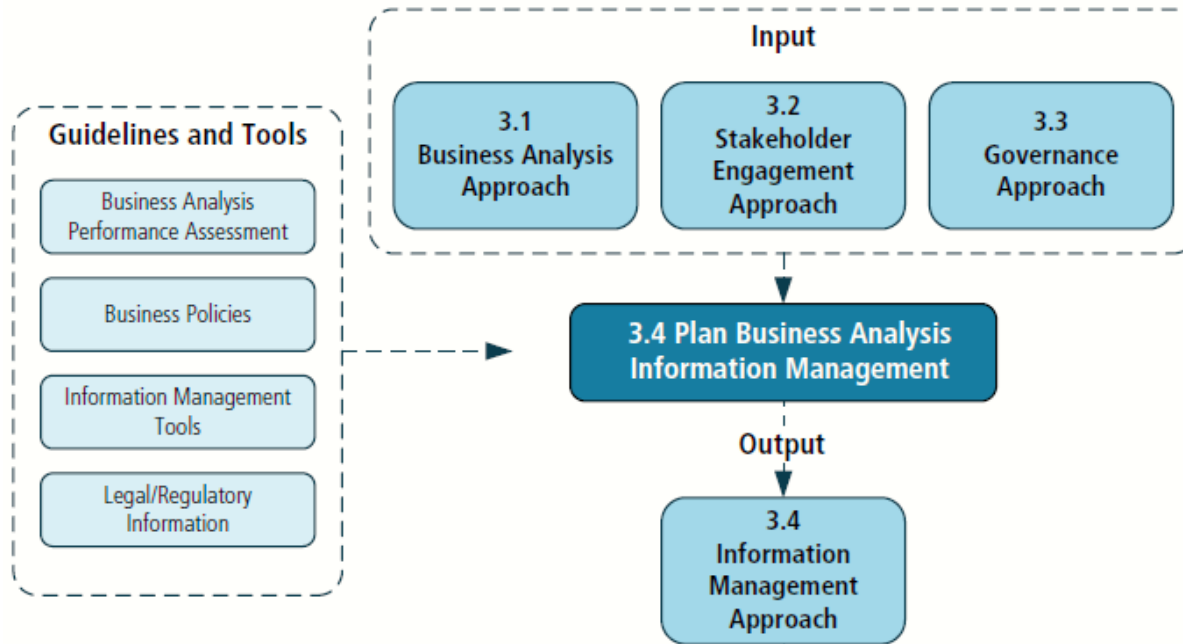 Input
3.1
Business Analysis
Approach
3.2
Stakeholder
Engagement
Approach
3.3
Governance
Approach
Guidelines and Tools
Business Analysis
Performance Assessment
Business Policies
Information Management
Tools
Legal/Regulatory
Information
3.4 Plan Business Analysis
Information Management
Output
3.4
Information
Management
Approach